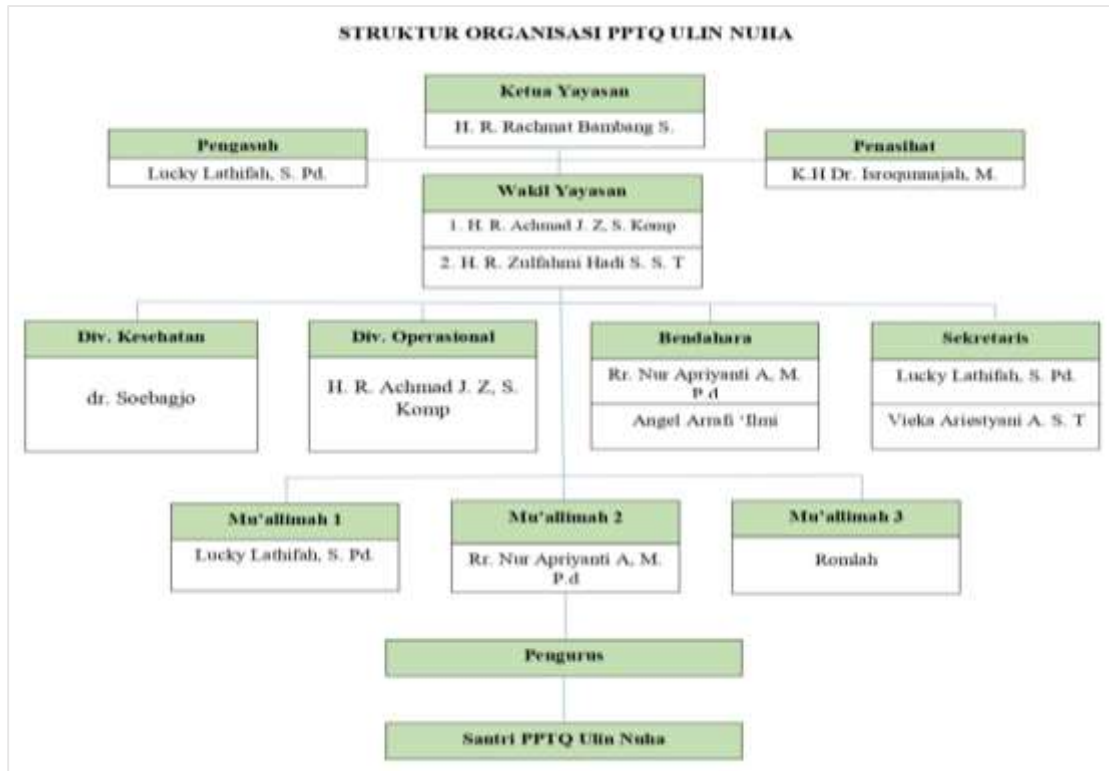 STRUKTUR ORGANISASI PPTQ ULIN NUHA
Ketua Yayasan
H. R. Rachmat Bambang S.
Pengasuh
Lucky Lathifah, S. Pd.
Penasihat
K.H Dr. Isroqunnajah, M.
Wakil Yayasan
1. H. R. Achmad J. Z, S. Komp
2. H. R. Zulfahmi Hadi S. S. T
Div. Kesehatan
dr. Soebagjo
Div. Operasional
H. R. Achmad J. Z, S.
Komp
Bendahara
Rr. Nur Apriyanti A, M.
P.d
Angel Arrafi ‘Ilmi
Sekretaris
Lucky Lathifah, S. Pd.
Vieka Ariestyani A. S. T
Mu’allimah 1
Lucky Lathifah, S. Pd.
Mu’allimah 2
Rr. Nur Apriyanti A, M.
P.d
Mu’allimah 3
Romlah
Pengurus
Santri PPTQ Ulin Nuha